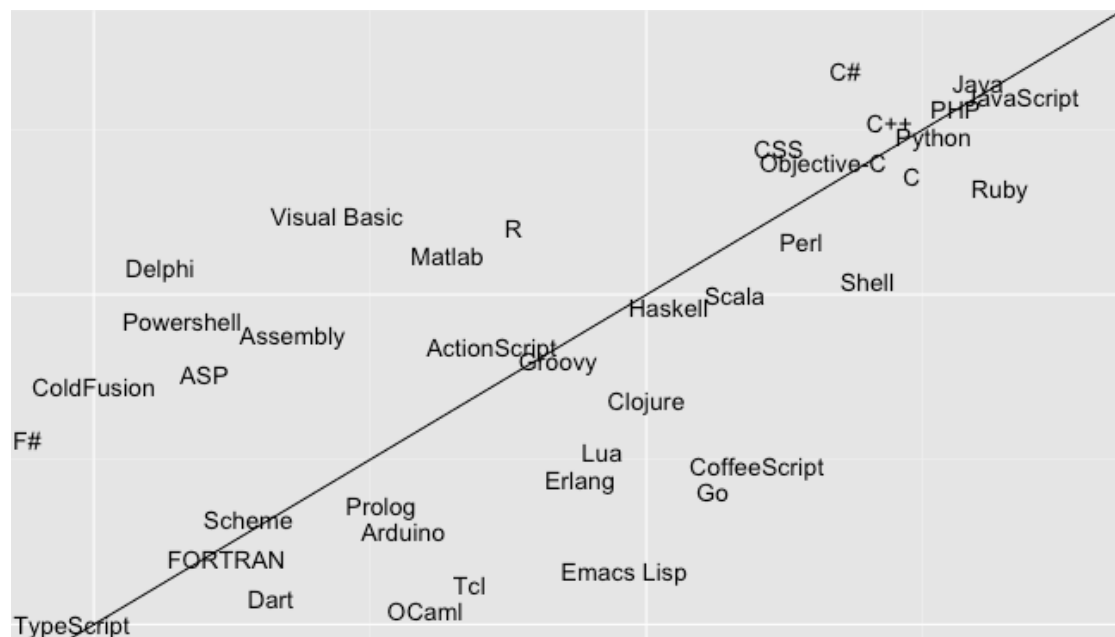 C#
Java
JavaScript
PHP
C++
Python
CSS
Objective-C
C
Ruby
Visual Basic
R
Perl
Matlab
Delphi
Shell
Scala
Haskell
Powershell
Assembly
ActionScript
Groovy
ASP
ColdFusion
Clojure
F#
Lua
CoffeeScript
Erlang
Go
Prolog
Scheme
Arduino
FORTRAN
Emacs Lisp
Tcl
Dart
OCaml
TypeScript